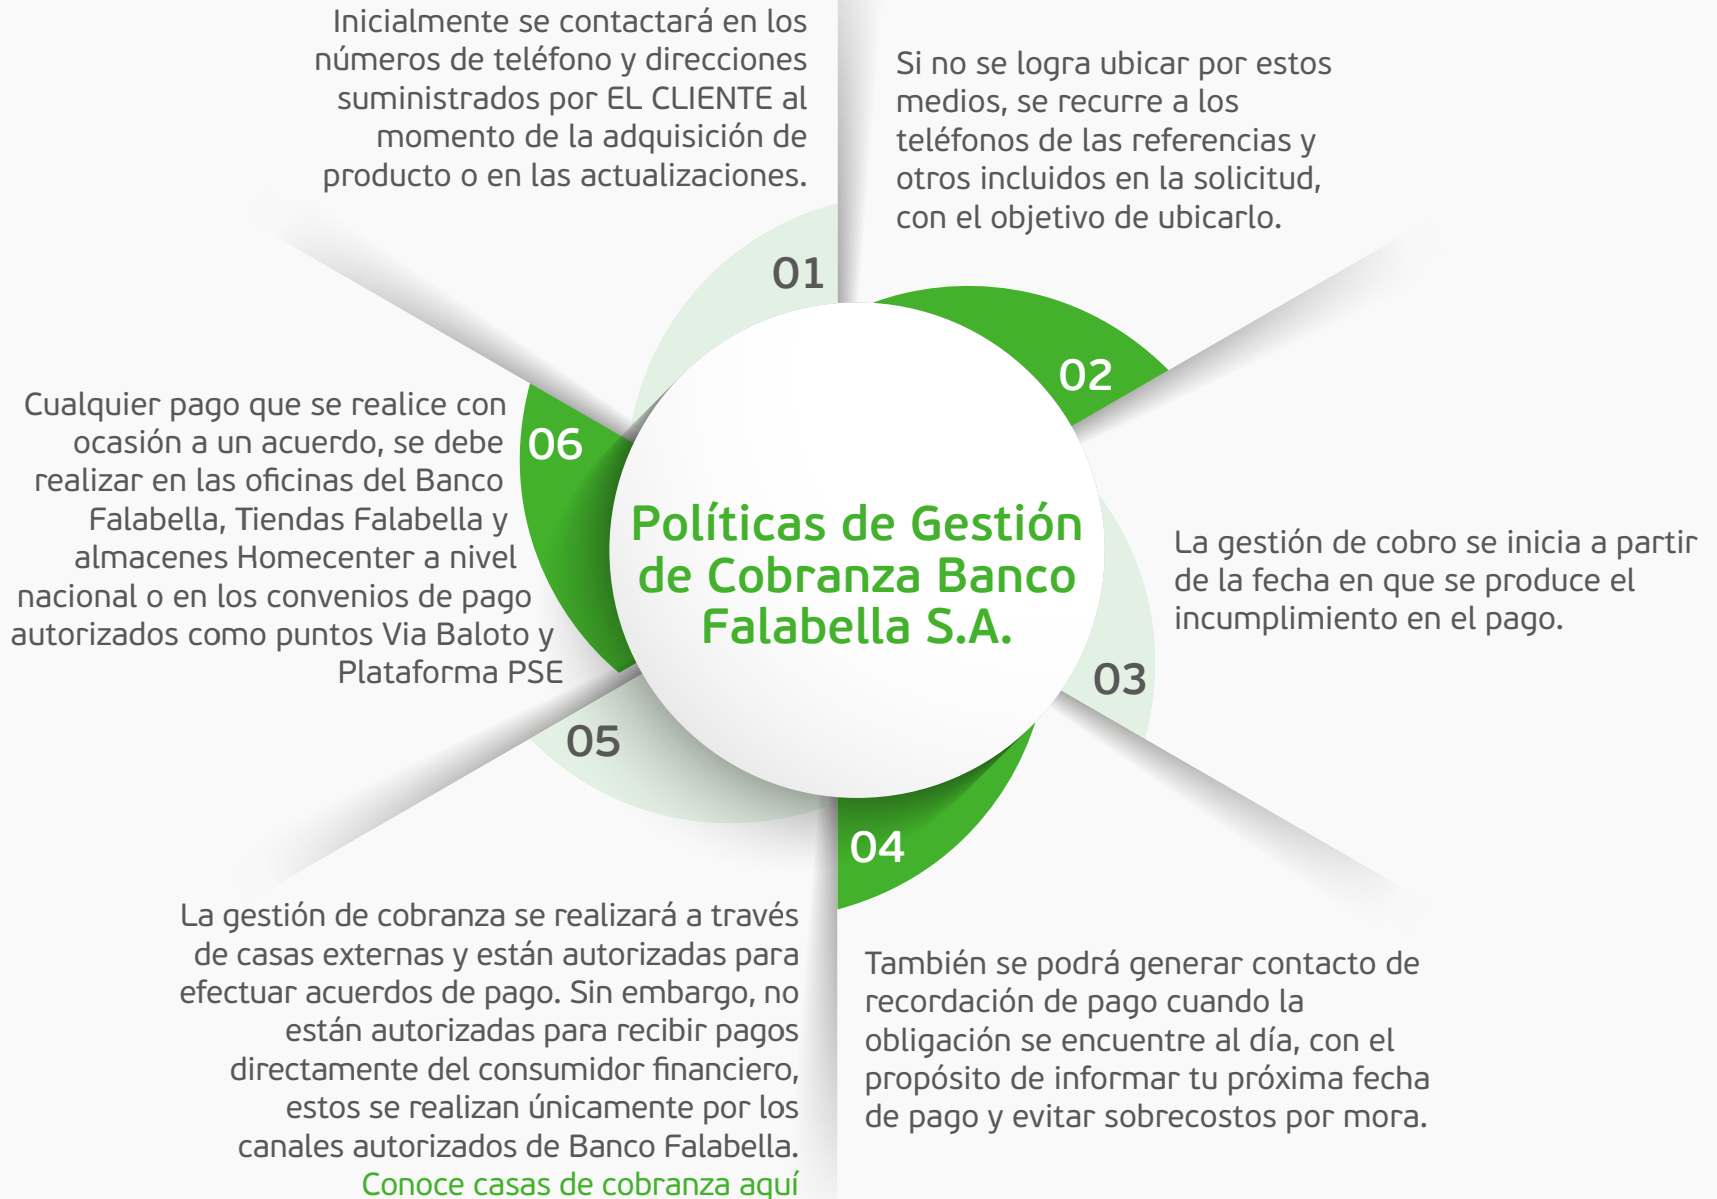 Inicialmente se contactará en los
números de teléfono y direcciones
suministrados por EL CLIENTE al
momento de la adquisición de
producto o en las actualizaciones.
01
Si no se logra ubicar por estos
medios, se recurre a los
teléfonos de las referencias y
otros incluidos en la solicitud,
con el objetivo de ubicarlo.
02
Políticas de Gestión
de Cobranza Banco
Falabella S.A.
La gestión de cobro se inicia a partir
de la fecha en que se produce el
incumplimiento en el pago.
03
04
También se podrá generar contacto de
recordación de pago cuando la
obligación se encuentre al día, con el
propósito de informar tu próxima fecha
de pago y evitar sobrecostos por mora.
05
La gestión de cobranza se realizará a través
de casas externas y están autorizadas para
efectuar acuerdos de pago. Sin embargo, no
están autorizadas para recibir pagos
directamente del consumidor financiero,
estos se realizan únicamente por los
canales autorizados de Banco Falabella.
Conoce casas de cobranza aquí
06
Cualquier pago que se realice con
ocasión a un acuerdo, se debe
realizar en las oficinas del Banco
Falabella, Tiendas Falabella y
almacenes Homecenter a nivel
nacional o en los convenios de pago
autorizados como puntos Via Baloto y
Plataforma PSE